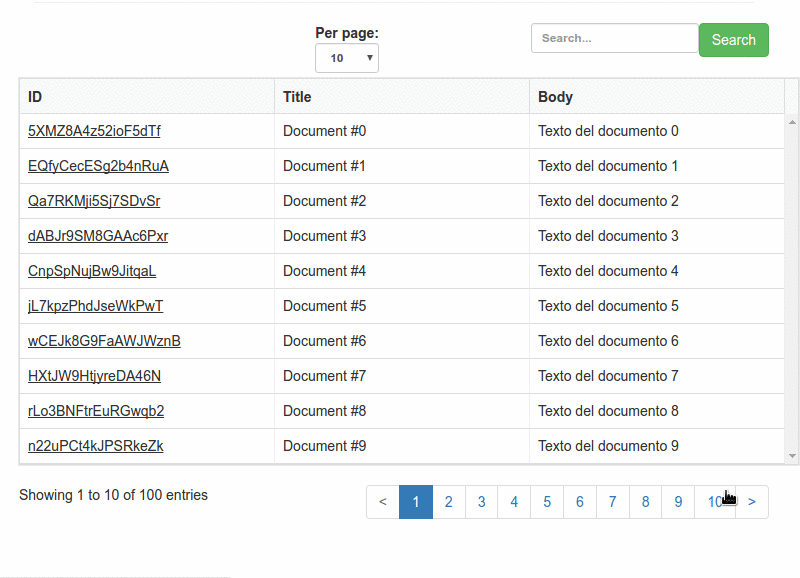 Per page:
10
Search...
Search
ID Title Body
5XMZ8A4z52ioF5dTf Document #0 Texto del documento 0
EQfyCecESg2b4nRuA Document #1 Texto del documento 1
Qa7RKMji5Sj7SDvSr Document #2 Texto del documento 2
dABJr9SM8GAAc6Pxr Document #3 Texto del documento 3
CnpSpNujBw9JitqaL Document #4 Texto del documento 4
jL7kpzPhdJseWkPwT Document #5 Texto del documento 5
wCEJk8G9FaAWJWznB Document #6 Texto del documento 6
HXtJW9HtjyreDA46N Document #7 Texto del documento 7
rLo3BNFtrEuRGwqb2 Document #8 Texto del documento 8
n22uPCt4kJPSRkeZk Document #9 Texto del documento 9
Showing 1 to 10 of 100 entries
< 1 2 3 4 5 6 7 8 9 10 >